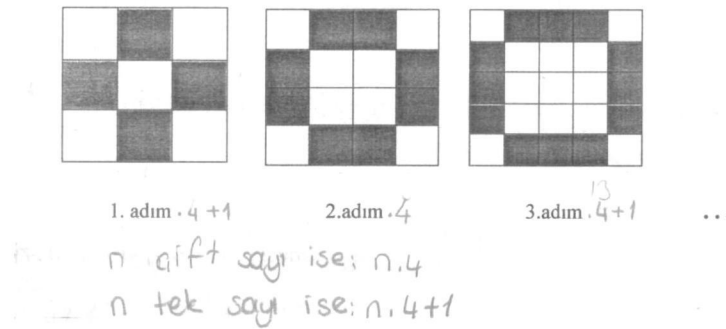 1. adım . 4 +1 2.adım . 4 3.adım . 4+1 ..
13
n çift sayı ise: n.4
n tek sayı ise: n.4+1